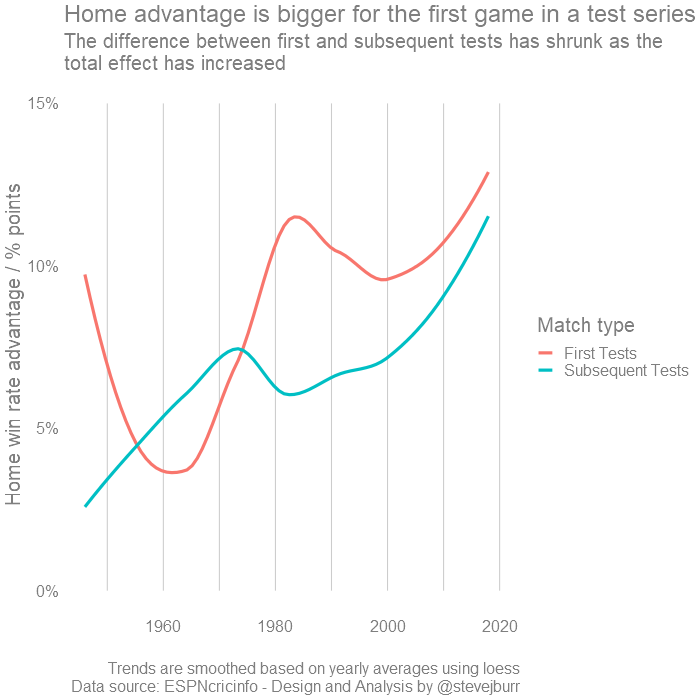 Home advantage is bigger for the first game in a test series
The difference between first and subsequent tests has shrunk as the
total effect has increased
15%
10%
5%
0%
Home win rate advantage / % points
1960
1980
2000
2020
Match type
First Tests
Subsequent Tests
Trends are smoothed based on yearly averages using loess
Data source: ESPNcricinfo - Design and Analysis by @stevejburr